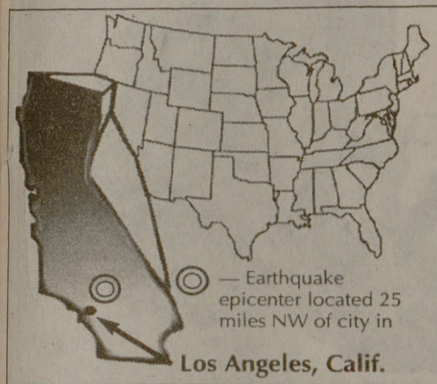 — Earthquake
epicenter located 25
miles NW of city in
Los Angeles, Calif.